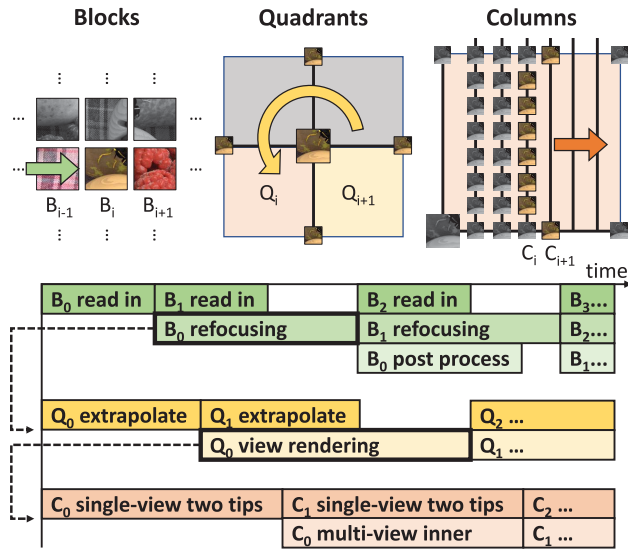 Blocks Quadrants Columns
⋮ ⋮ ⋮
... ...
... ...
B_{i-1} B_i B_{i+1}
⋮ ⋮ ⋮
Q_i Q_{i+1}
C_i C_{i+1}
time
B_0 read in B_1 read in B_2 read in B_3...
B_0 refocusing B_1 refocusing B_2...
B_0 post process B_1...
Q_0 extrapolate Q_1 extrapolate Q_2 ...
Q_0 view rendering Q_1 ...
C_0 single-view two tips C_1 single-view two tips C_2 ...
C_0 multi-view inner C_1 ...